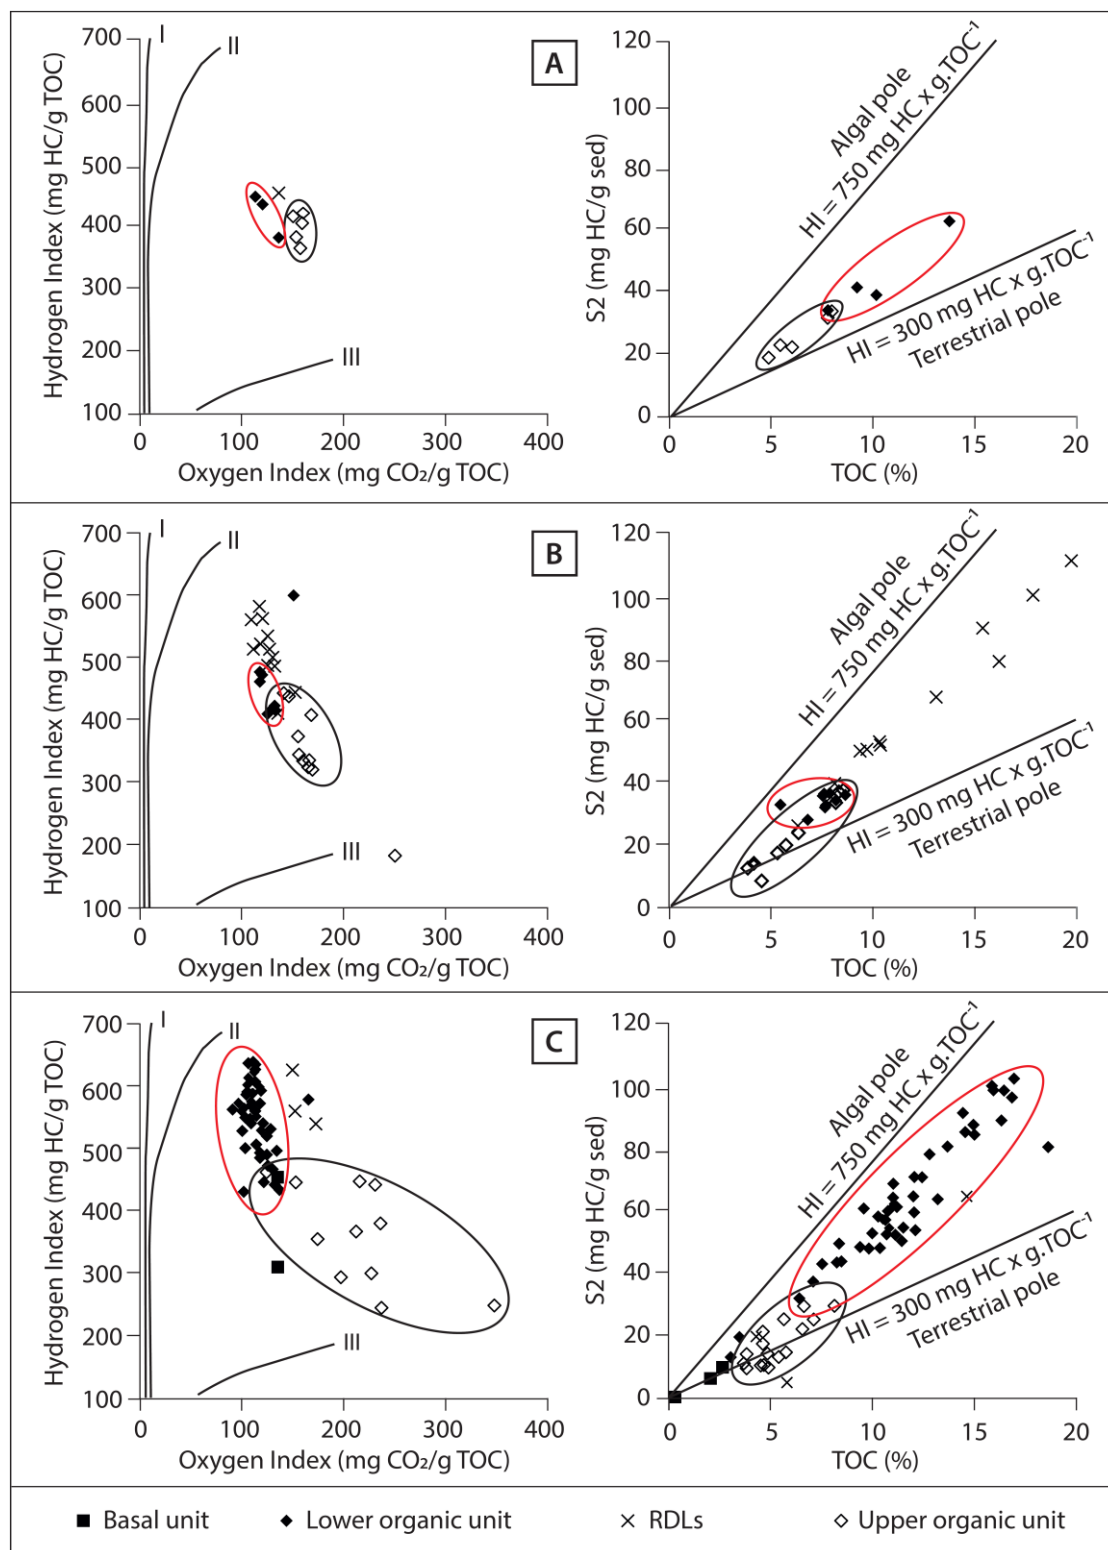 A
Hydrogen Index (mg HC/g TOC)
700
600
500
400
300
200
100
I
II
III
0
100
200
300
400
Oxygen Index (mg CO₂/g TOC)
S2 (mg HC/g sed)
120
100
80
60
40
20
0
Algal pole
HI = 750 mg HC x g.TOC⁻¹
HI = 300 mg HC x g.TOC⁻¹
Terrestrial pole
0
5
10
15
20
TOC (%)
B
Hydrogen Index (mg HC/g TOC)
700
600
500
400
300
200
100
I
II
III
0
100
200
300
400
Oxygen Index (mg CO₂/g TOC)
S2 (mg HC/g sed)
120
100
80
60
40
20
0
Algal pole
HI = 750 mg HC x g.TOC⁻¹
HI = 300 mg HC x g.TOC⁻¹
Terrestrial pole
0
5
10
15
20
TOC (%)
C
Hydrogen Index (mg HC/g TOC)
700
600
500
400
300
200
100
I
II
III
0
100
200
300
400
Oxygen Index (mg CO₂/g TOC)
S2 (mg HC/g sed)
120
100
80
60
40
20
0
Algal pole
HI = 750 mg HC x g.TOC⁻¹
HI = 300 mg HC x g.TOC⁻¹
Terrestrial pole
0
5
10
15
20
TOC (%)
Basal unit
Lower organic unit
RDLs
Upper organic unit